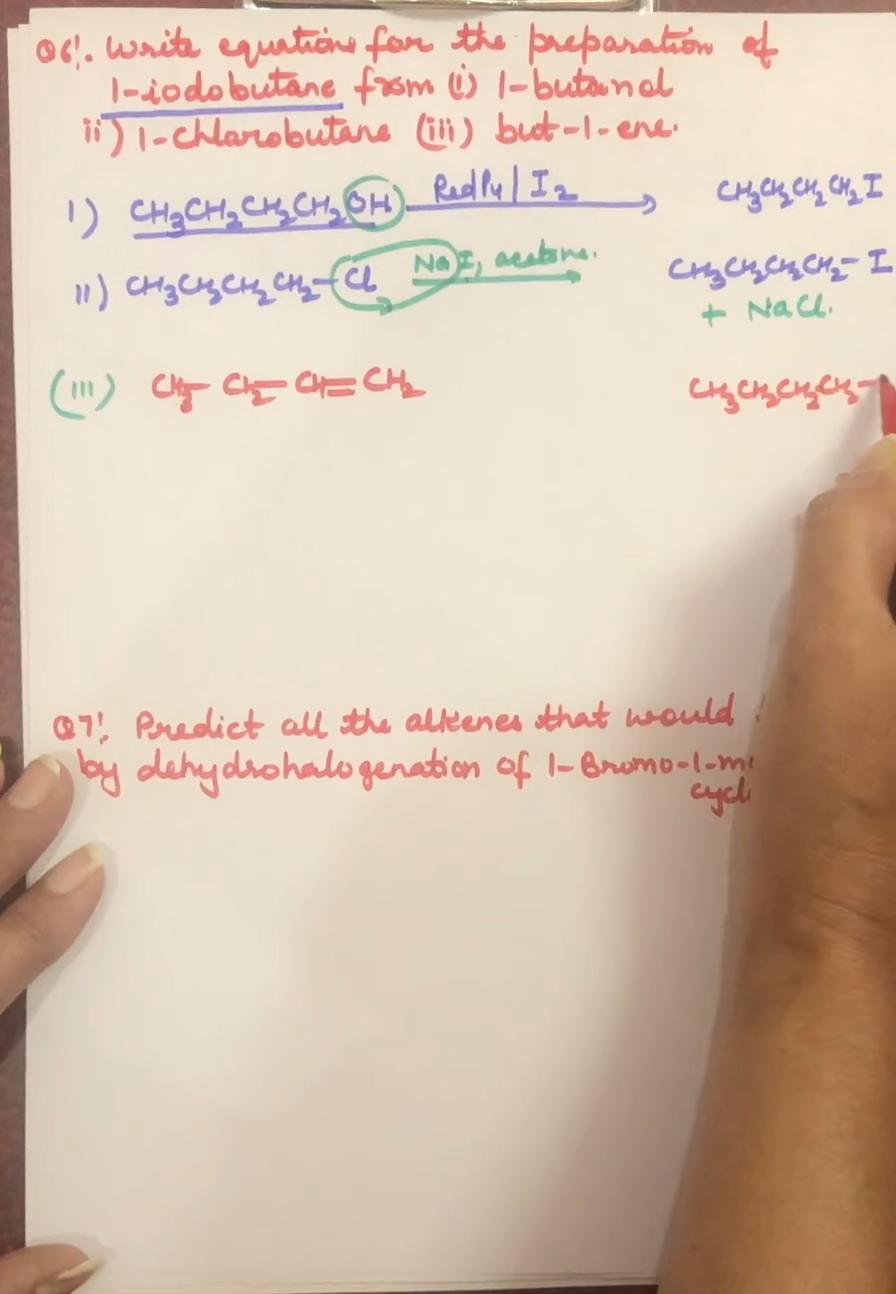 Q6!. Write equations for the preparation of
1-iodobutane from (i) 1-butanol
ii) 1-chlorobutane (iii) but-1-ene.
1) CH₃CH₂CH₂CH₂OH Red P₄ | I₂ → CH₃CH₂CH₂CH₂I
11) CH₃CH₂CH₂CH₂-Cl NaI, acetone. → CH₃CH₂CH₂CH₂-I
+ NaCl.
(111) CH₃-CH₂-CH=CH₂ CH₃CH₂CH₂CH₂-
Q7!. Predict all the alkenes that would
by dehydrohalogenation of 1-Bromo-1-me
cycl